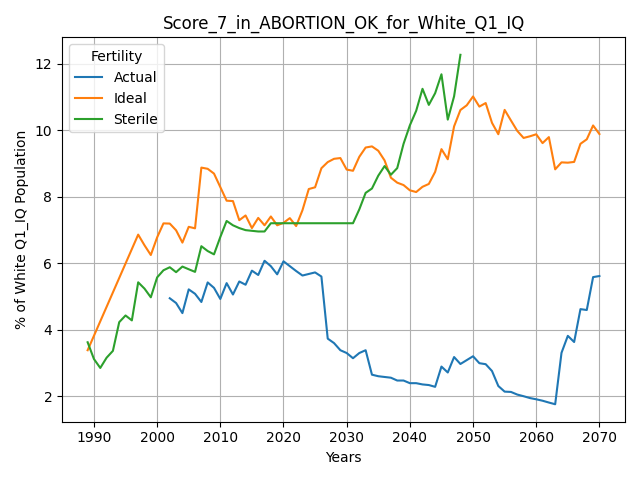 Score_7_in_ABORTION_OK_for_White_Q1_IQ
Fertility
Actual
Ideal
Sterile
% of White Q1_IQ Population
12
10
8
6
4
2
1990 2000 2010 2020 2030 2040 2050 2060 2070
Years